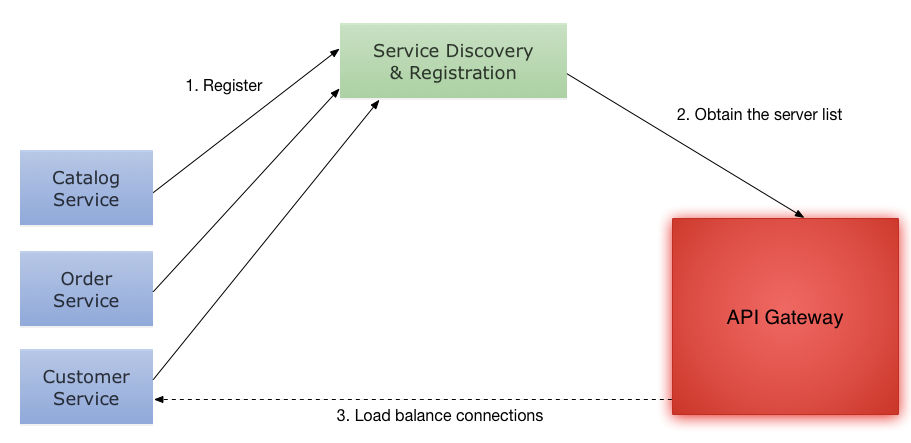 Service Discovery
& Registration
1. Register
2. Obtain the server list
Catalog
Service
Order
Service
API Gateway
Customer
Service
3. Load balance connections